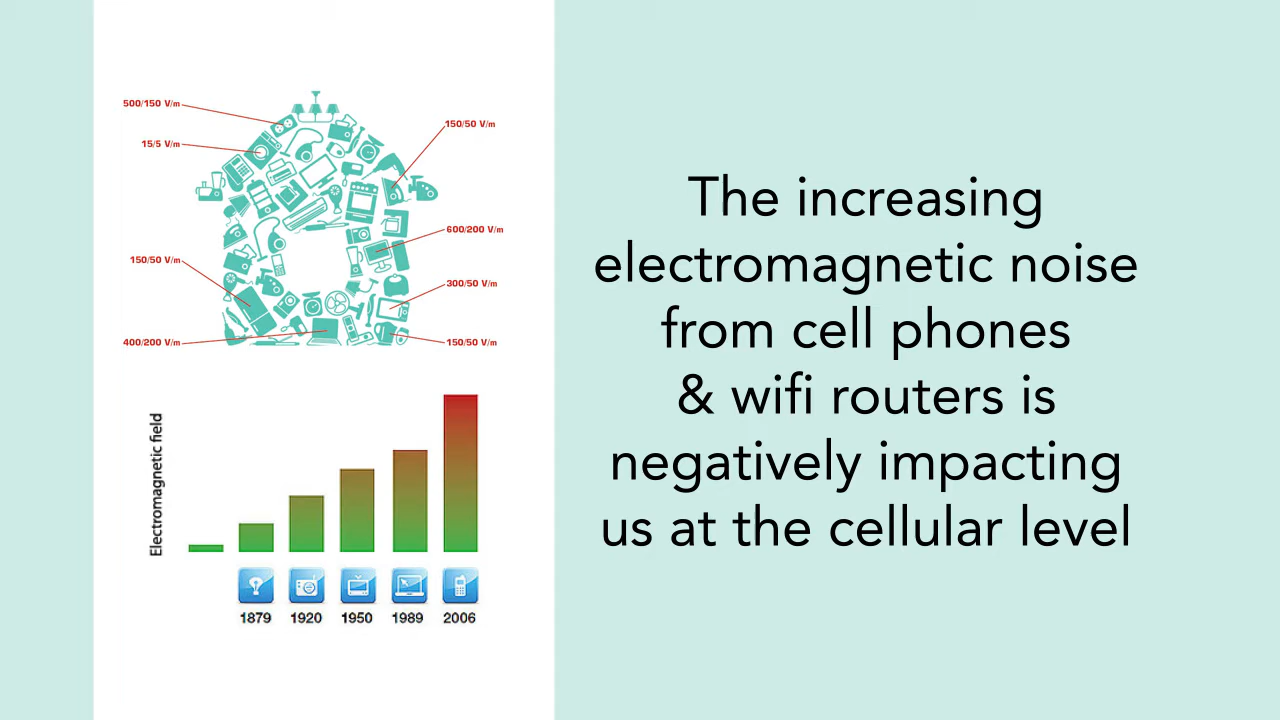 500/150 V/m
150/50 V/m
15/5 V/m
600/200 V/m
150/50 V/m
300/50 V/m
400/200 V/m
150/50 V/m
Electromagnetic field
1879 1920 1950 1989 2006
The increasing
electromagnetic noise
from cell phones
& wifi routers is
negatively impacting
us at the cellular level